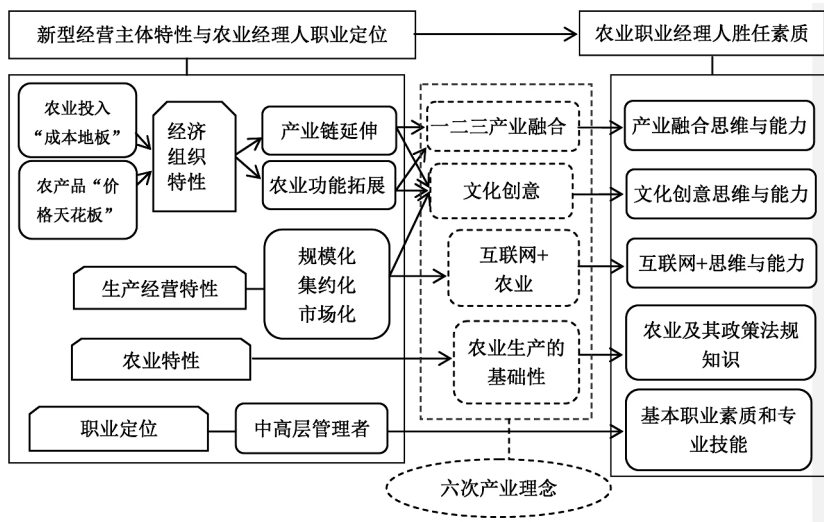 新型经营主体特性与农业经理人职业定位
农业职业经理人胜任素质
农业投入
“成本地板”
农产品“价
格天花板”
经济
组织
特性
产业链延伸
农业功能拓展
一二三产业融合
文化创意
产业融合思维与能力
文化创意思维与能力
生产经营特性
规模化
集约化
市场化
互联网+
农业
互联网+思维与能力
农业特性
农业生产的
基础性
农业及其政策法规
知识
职业定位
中高层管理者
基本职业素质和专
业技能
六次产业理念